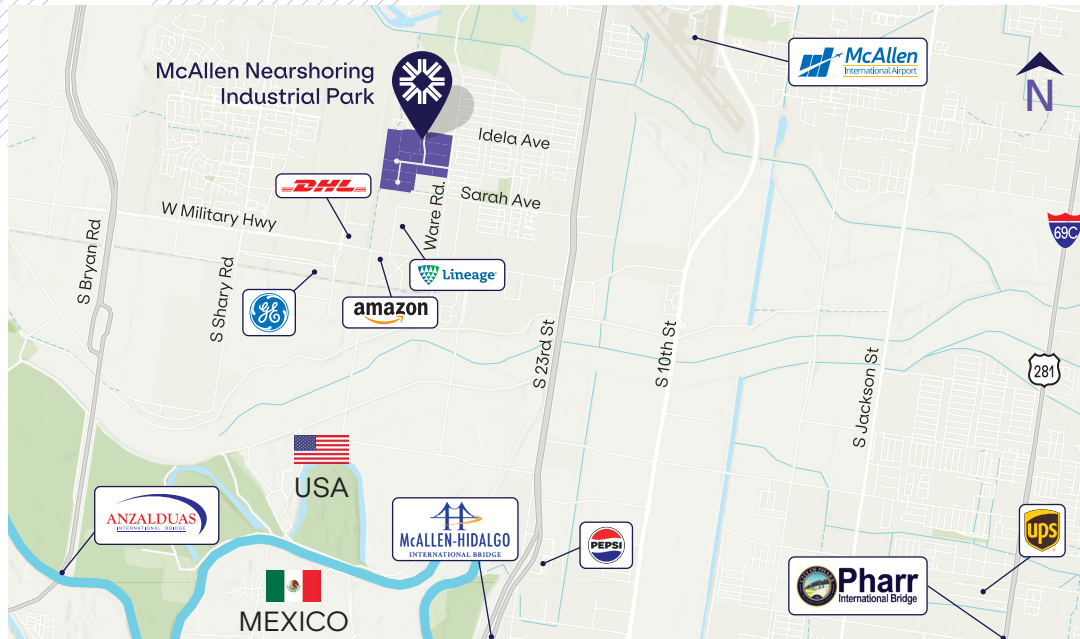 McAllen Nearshoring
Industrial Park
McAllen
International Airport
N
Idela Ave
DHL
Sarah Ave
W Military Hwy
Ware Rd.
S Bryan Rd
69C
S Shary Rd
Lineage
GE
amazon
S 23rd St
S 10th St
S Jackson St
281
USA
ANZALDUAS
INTERNATIONAL BRIDGE
McALLEN-HIDALGO
INTERNATIONAL BRIDGE
PEPSI
ups
Pharr
International Bridge
MEXICO